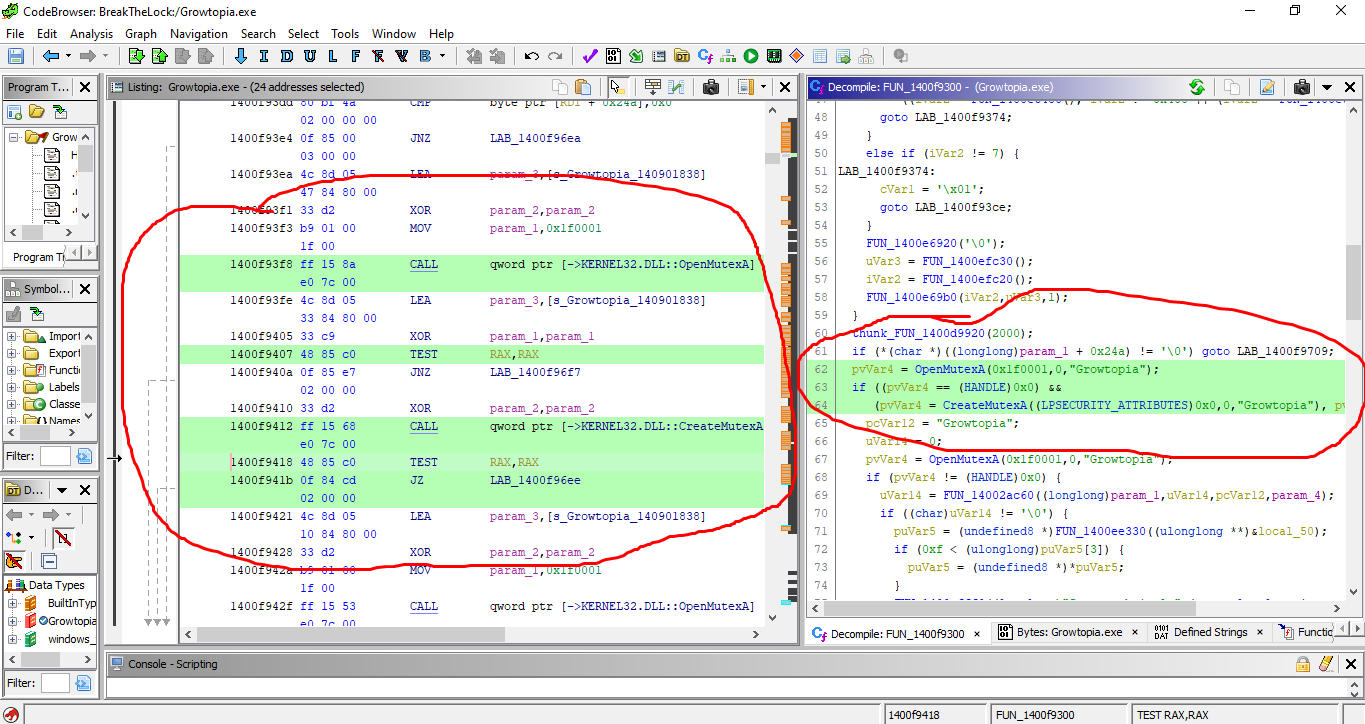 CodeBrowser: BreakTheLock:/Growtopia.exe
File Edit Analysis Graph Navigation Search Select Tools Window Help
I D U L F V B
Program T...
Grow
H
Program Ti
Symbol...
Import
Export
Functi
Labels
Classe
Names
Filter:
D...
Data Types
BuiltInTyp
Growtopia
windows_
Filter:
Listing: Growtopia.exe - (24 addresses selected)
1400f93dd 80 bf 4a CMP byte ptr [RDI + 0x24a],0x0
02 00 00 00
1400f93e4 0f 85 00 JNZ LAB_1400f96ea
03 00 00
1400f93ea 4c 8d 05 LEA param_3,[s_Growtopia_140901838]
47 84 80 00
1400f93f1 33 d2 XOR param_2,param_2
1400f93f3 b9 01 00 MOV param_1,0x1f0001
1f 00
1400f93f8 ff 15 8a CALL qword ptr [->KERNEL32.DLL::OpenMutexA]
e0 7c 00
1400f93fe 4c 8d 05 LEA param_3,[s_Growtopia_140901838]
33 84 80 00
1400f9405 33 c9 XOR param_1,param_1
1400f9407 48 85 c0 TEST RAX,RAX
1400f940a 0f 85 e7 JNZ LAB_1400f96f7
02 00 00
1400f9410 33 d2 XOR param_2,param_2
1400f9412 ff 15 68 CALL qword ptr [->KERNEL32.DLL::CreateMutexA
e0 7c 00
1400f9418 48 85 c0 TEST RAX,RAX
1400f941b 0f 84 cd JZ LAB_1400f96ee
02 00 00
1400f9421 4c 8d 05 LEA param_3,[s_Growtopia_140901838]
10 84 80 00
1400f9428 33 d2 XOR param_2,param_2
1400f942a b9 01 00 MOV param_1,0x1f0001
1f 00
1400f942f ff 15 53 CALL qword ptr [->KERNEL32.DLL::OpenMutexA]
e0 7c 00
Decompile: FUN_1400f9300 - (Growtopia.exe)
48 goto LAB_1400f9374;
49 }
50 else if (iVar2 != 7) {
51 LAB_1400f9374:
52 cVar1 = '\x01';
53 goto LAB_1400f93ce;
54 }
55 FUN_1400e6920('\0');
56 uVar3 = FUN_1400efc30();
57 iVar2 = FUN_1400efc20();
58 FUN_1400e69b0(iVar2,uVar3,1);
59 }
60 thunk_FUN_1400d9920(2000);
61 if (*(char *)((longlong)param_1 + 0x24a) != '\0') goto LAB_1400f9709;
62 pvVar4 = OpenMutexA(0x1f0001,0,"Growtopia");
63 if ((pvVar4 == (HANDLE)0x0) &&
64 (pvVar4 = CreateMutexA((LPSECURITY_ATTRIBUTES)0x0,0,"Growtopia"), pv
65 pcVar12 = "Growtopia";
66 uVar14 = 0;
67 pvVar4 = OpenMutexA(0x1f0001,0,"Growtopia");
68 if (pvVar4 != (HANDLE)0x0) {
69 uVar14 = FUN_14002ac60((longlong)param_1,uVar14,pcVar12,param_4);
70 if ((char)uVar14 != '\0') {
71 puVar5 = (undefined8 *)FUN_1400ee330((ulonglong **)&local_50);
72 if (0xf < (ulonglong)puVar5[3]) {
73 puVar5 = (undefined8 *)*puVar5;
74 }
Decompile: FUN_1400f9300 × Bytes: Growtopia.exe × Defined Strings × Functio
Console - Scripting
1400f9418 FUN_1400f9300 TEST RAX,RAX